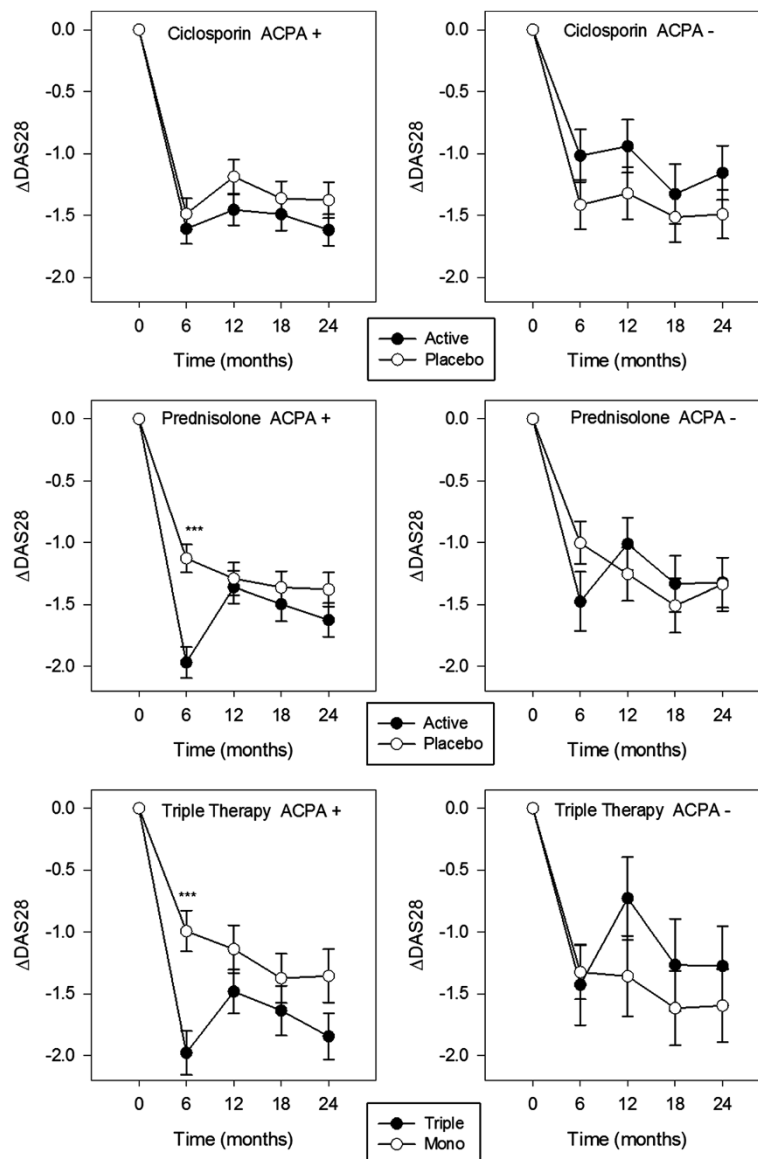 Ciclosporin ACPA +
0.0
-0.5
-1.0
-1.5
-2.0
ΔDAS28
0 6 12 18 24
Time (months)
Ciclosporin ACPA -
0.0
-0.5
-1.0
-1.5
-2.0
ΔDAS28
0 6 12 18 24
Time (months)
Active
Placebo
Prednisolone ACPA +
0.0
-0.5
-1.0
-1.5
-2.0
ΔDAS28
***
0 6 12 18 24
Time (months)
Prednisolone ACPA -
0.0
-0.5
-1.0
-1.5
-2.0
ΔDAS28
0 6 12 18 24
Time (months)
Active
Placebo
Triple Therapy ACPA +
0.0
-0.5
-1.0
-1.5
-2.0
ΔDAS28
***
0 6 12 18 24
Time (months)
Triple Therapy ACPA -
0.0
-0.5
-1.0
-1.5
-2.0
ΔDAS28
0 6 12 18 24
Time (months)
Triple
Mono